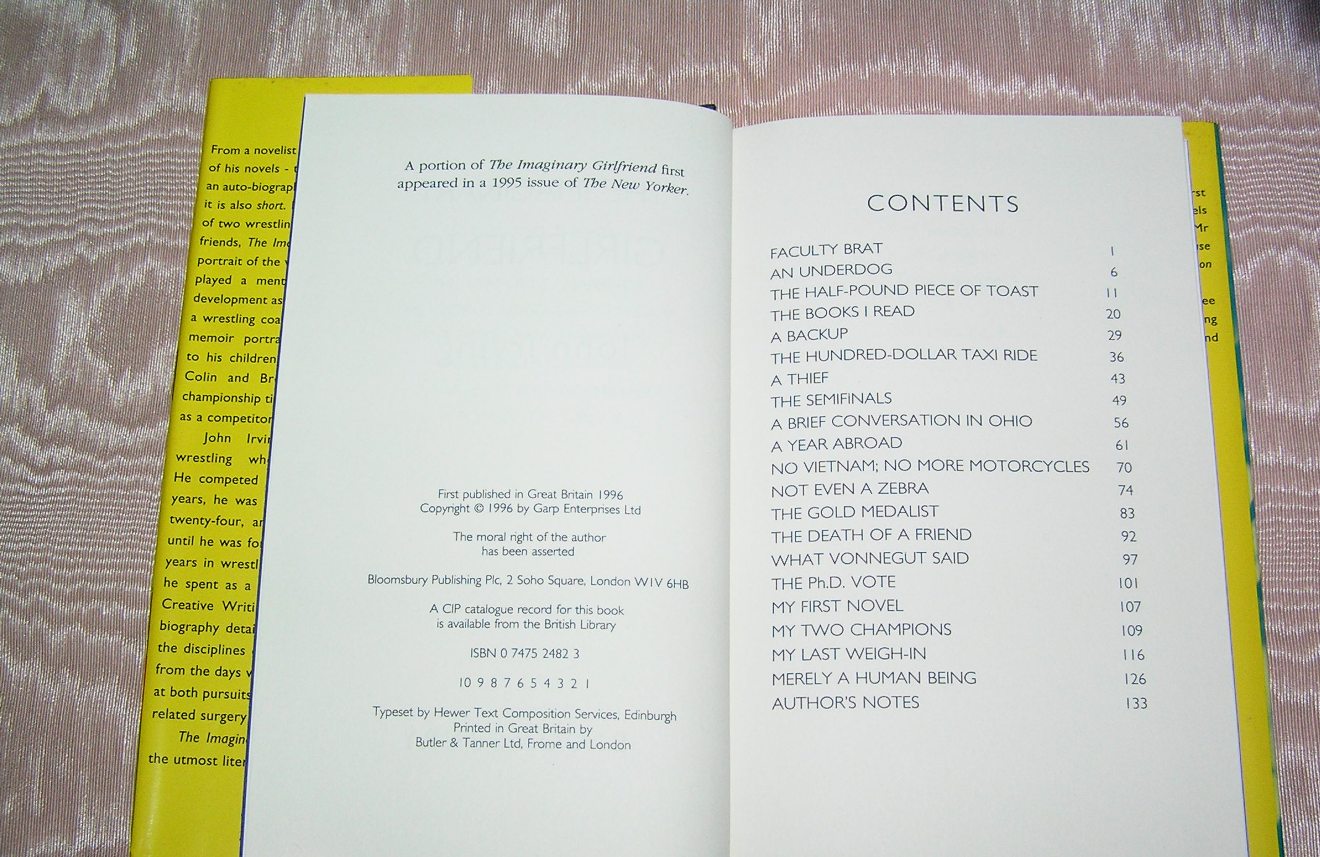 From a novelist
of his novels -
an auto-biograp
it is also short.
of two wrestlin
friends, The Im
portrait of the
played a ment
development as
a wrestling coa
memoir portra
to his children
Colin and Br
championship ti
as a competitor
John Irvi
wrestling wh
He competed
years, he was
twenty-four, an
until he was fo
years in wrestl
he spent as a
Creative Writi
biography detai
the disciplines
from the days w
at both pursuits
related surgery
The Imagin
the utmost liter
A portion of The Imaginary Girlfriend first
appeared in a 1995 issue of The New Yorker.
First published in Great Britain 1996
Copyright © 1996 by Garp Enterprises Ltd
The moral right of the author
has been asserted
Bloomsbury Publishing Plc, 2 Soho Square, London W1V 6HB
A CIP catalogue record for this book
is available from the British Library
ISBN 0 7475 2482 3
10 9 8 7 6 5 4 3 2 1
Typeset by Hewer Text Composition Services, Edinburgh
Printed in Great Britain by
Butler & Tanner Ltd, Frome and London
CONTENTS
FACULTY BRAT 1
AN UNDERDOG 6
THE HALF-POUND PIECE OF TOAST 11
THE BOOKS I READ 20
A BACKUP 29
THE HUNDRED-DOLLAR TAXI RIDE 36
A THIEF 43
THE SEMIFINALS 49
A BRIEF CONVERSATION IN OHIO 56
A YEAR ABROAD 61
NO VIETNAM; NO MORE MOTORCYCLES 70
NOT EVEN A ZEBRA 74
THE GOLD MEDALIST 83
THE DEATH OF A FRIEND 92
WHAT VONNEGUT SAID 97
THE Ph.D. VOTE 101
MY FIRST NOVEL 107
MY TWO CHAMPIONS 109
MY LAST WEIGH-IN 116
MERELY A HUMAN BEING 126
AUTHOR'S NOTES 133
rst
els
Mr
use
on
ee
ng
nd